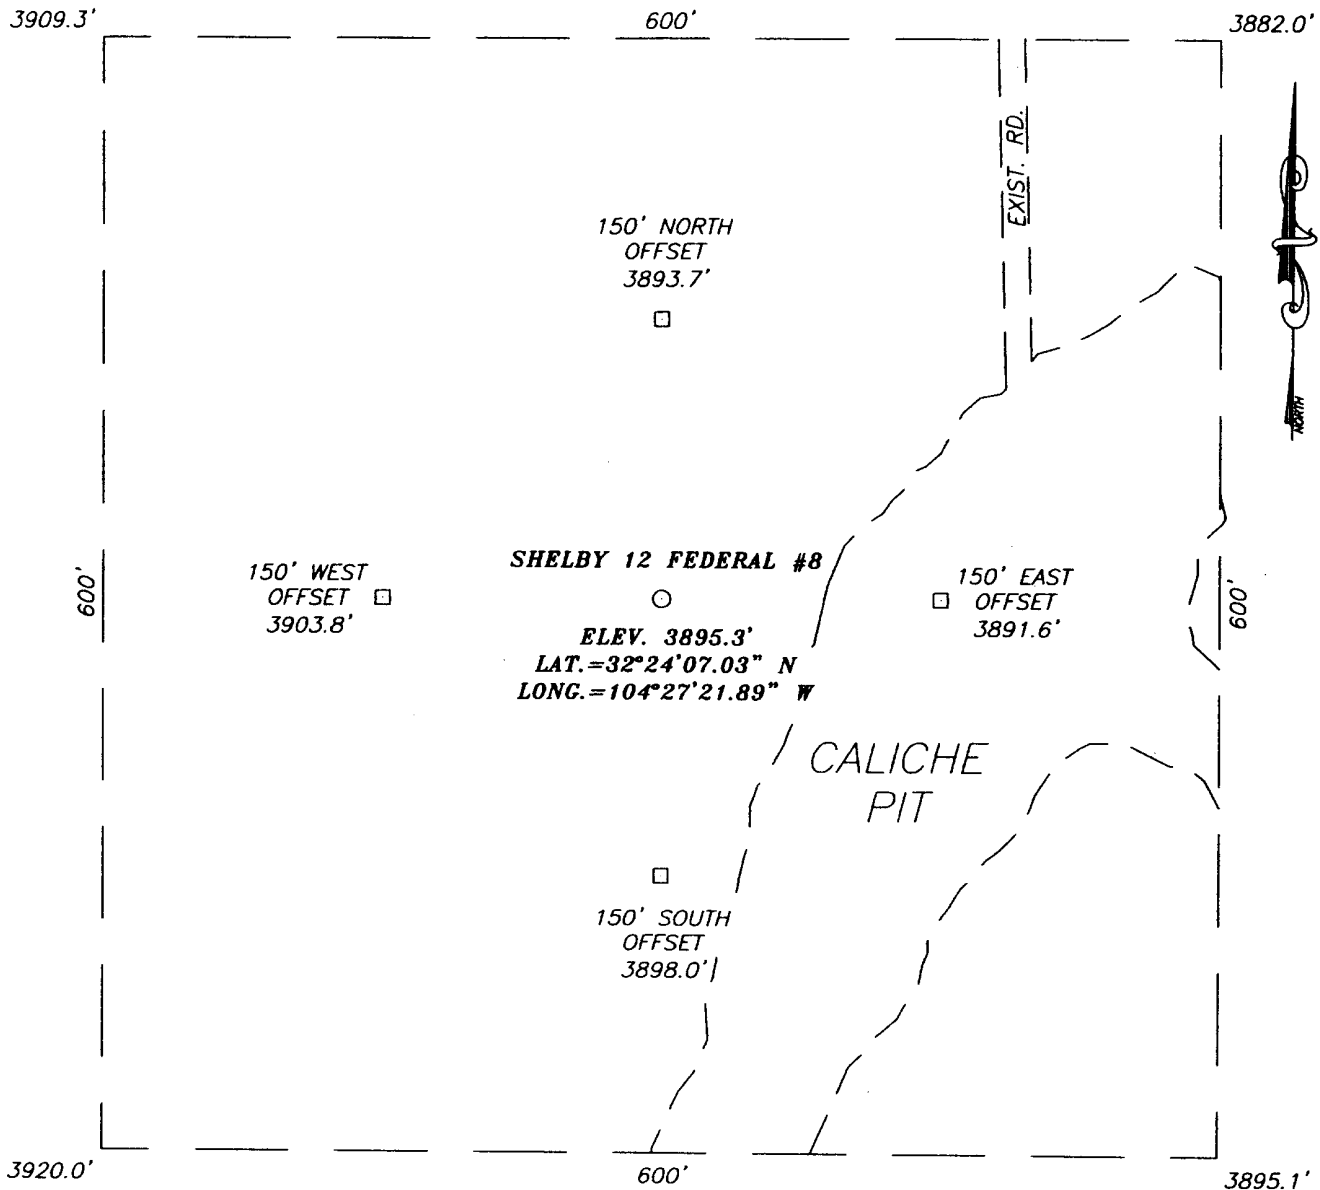 3909.3'
600'
3882.0'
EXIST. RD.
150' NORTH
OFFSET
3893.7'
NORTH
600'
150' WEST
OFFSET
3903.8'
SHELBY 12 FEDERAL #8
ELEV. 3895.3'
LAT.=32°24'07.03" N
LONG.=104°27'21.89" W
150' EAST
OFFSET
3891.6'
600'
CALICHE
PIT
150' SOUTH
OFFSET
3898.0'
3920.0'
600'
3895.1'